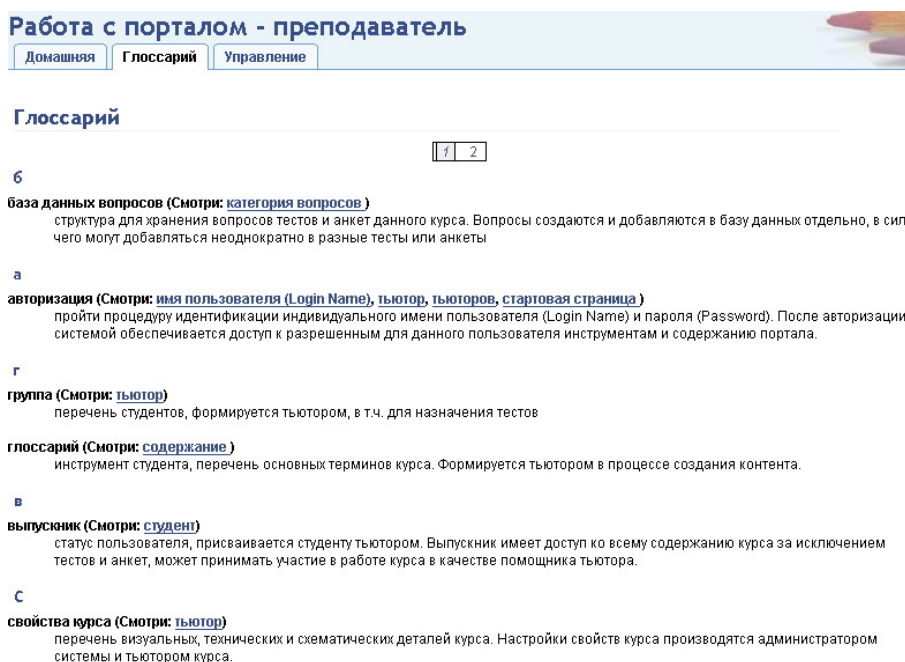 Работа с порталом - преподаватель
Домашняя Глоссарий Управление
Глоссарий
1 2
б
база данных вопросов (Смотри: категория вопросов )
структура для хранения вопросов тестов и анкет данного курса. Вопросы создаются и добавляются в базу данных отдельно, в сил
чего могут добавляться неоднократно в разные тесты или анкеты
а
авторизация (Смотри: имя пользователя (Login Name), тьютор, тьюторов, стартовая страница )
пройти процедуру идентификации индивидуального имени пользователя (Login Name) и пароля (Password). После авторизации
системой обеспечивается доступ к разрешенным для данного пользователя инструментам и содержанию портала.
г
группа (Смотри: тьютор)
перечень студентов, формируется тьютором, в т.ч. для назначения тестов
глоссарий (Смотри: содержание )
инструмент студента, перечень основных терминов курса. Формируется тьютором в процессе создания контента.
в
выпускник (Смотри: студент)
статус пользователя, присваивается студенту тьютором. Выпускник имеет доступ ко всему содержанию курса за исключением
тестов и анкет, может принимать участие в работе курса в качестве помощника тьютора.
С
свойства курса (Смотри: тьютор)
перечень визуальных, технических и схематических деталей курса. Настройки свойств курса производятся администратором
системы и тьютором курса.